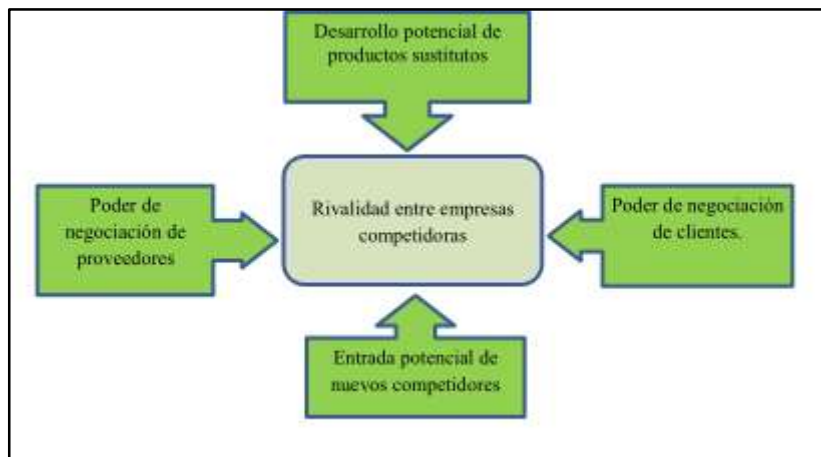 Desarrollo potencial de
productos sustitutos
Poder de
negociación de
proveedores
Rivalidad entre empresas
competidoras
Poder de negociación
de clientes.
Entrada potencial de
nuevos competidores